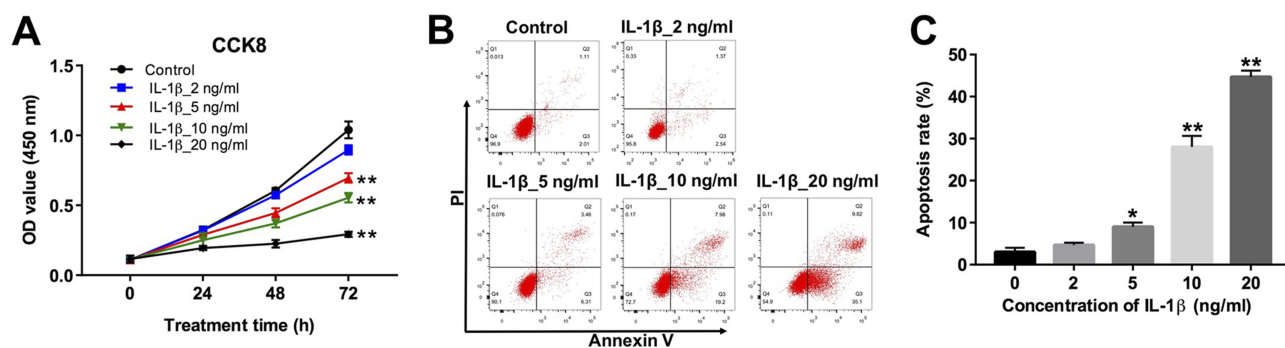 A
CCK8
Control
IL-1β_2 ng/ml
IL-1β_5 ng/ml
IL-1β_10 ng/ml
IL-1β_20 ng/ml
1.5
1.0
0.5
0.0
**
**
**
0 24 48 72
OD value (450 nm)
Treatment time (h)
B
Control
Q1
0.013
Q2
1.11
Q4
96.9
Q3
2.01
IL-1β_2 ng/ml
Q1
0.33
Q2
1.37
Q4
95.8
Q3
2.54
IL-1β_5 ng/ml
Q1
0.076
Q2
3.46
Q4
90.1
Q3
6.31
IL-1β_10 ng/ml
Q1
0.17
Q2
7.98
Q4
72.7
Q3
19.2
IL-1β_20 ng/ml
Q1
0.11
Q2
9.82
Q4
54.9
Q3
35.1
PI
Annexin V
C
50
40
30
20
10
0
*
**
**
0 2 5 10 20
Apoptosis rate (%)
Concentration of IL-1β (ng/ml)